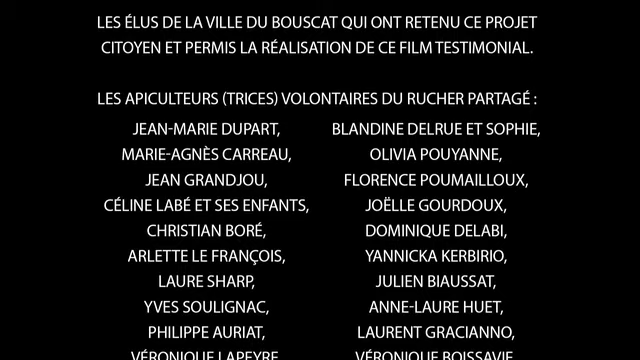 LES ÉLUS DE LA VILLE DU BOUSCAT QUI ONT RETENU CE PROJET
CITOYEN ET PERMIS LA RÉALISATION DE CE FILM TESTIMONIAL.
LES APICULTEURS (TRICES) VOLONTAIRES DU RUCHER PARTAGÉ :
JEAN-MARIE DUPART, BLANDINE DELRUE ET SOPHIE,
MARIE-AGNÈS CARREAU, OLIVIA POUYANNE,
JEAN GRANDJOU, FLORENCE POUMAILLOUX,
CÉLINE LABÉ ET SES ENFANTS, JOËLLE GOURDOUX,
CHRISTIAN BORÉ, DOMINIQUE DELABI,
ARLETTE LE FRANÇOIS, YANNICKA KERBIRIO,
LAURE SHARP, JULIEN BIAUSSAT,
YVES SOULIGNAC, ANNE-LAURE HUET,
PHILIPPE AURIAT, LAURENT GRACIANNO,
VÉRONIQUE LAPEYRE, VÉRONIQUE BOISSAVIE,